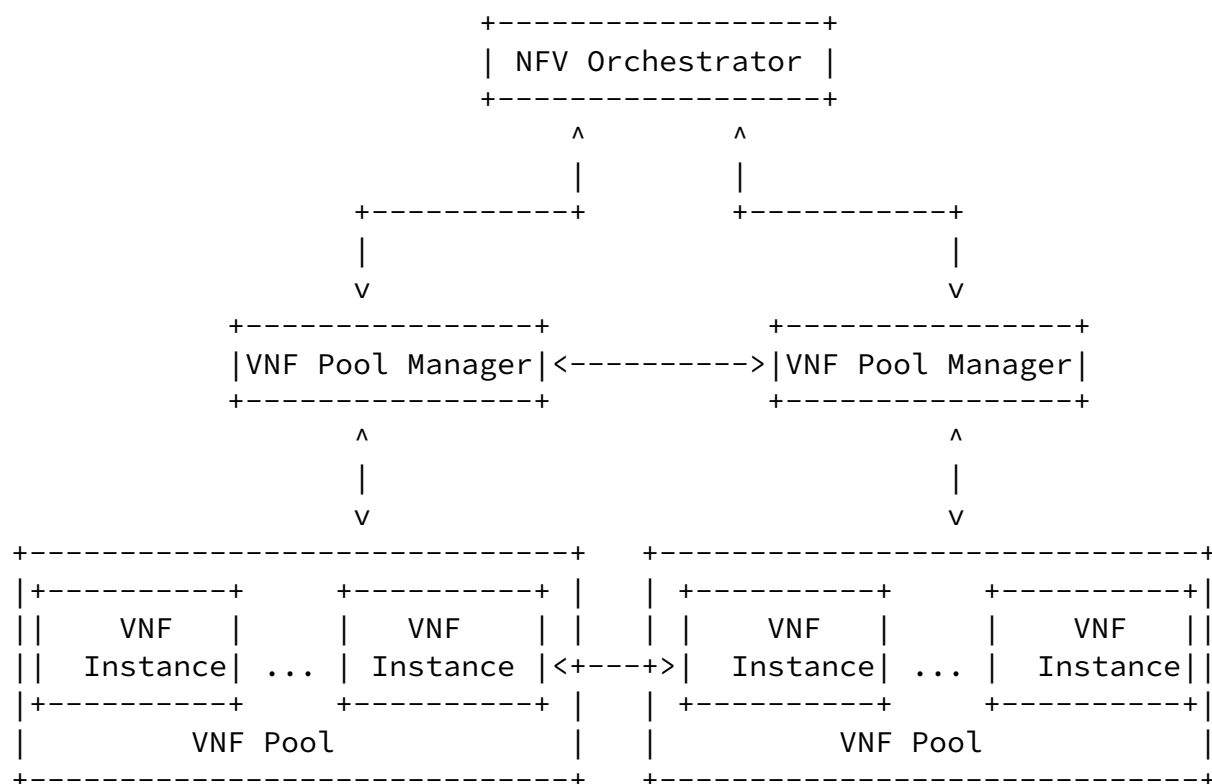 NFV Orchestrator
VNF Pool Manager VNF Pool Manager
VNF VNF VNF VNF
Instance ... Instance Instance ... Instance
VNF Pool VNF Pool